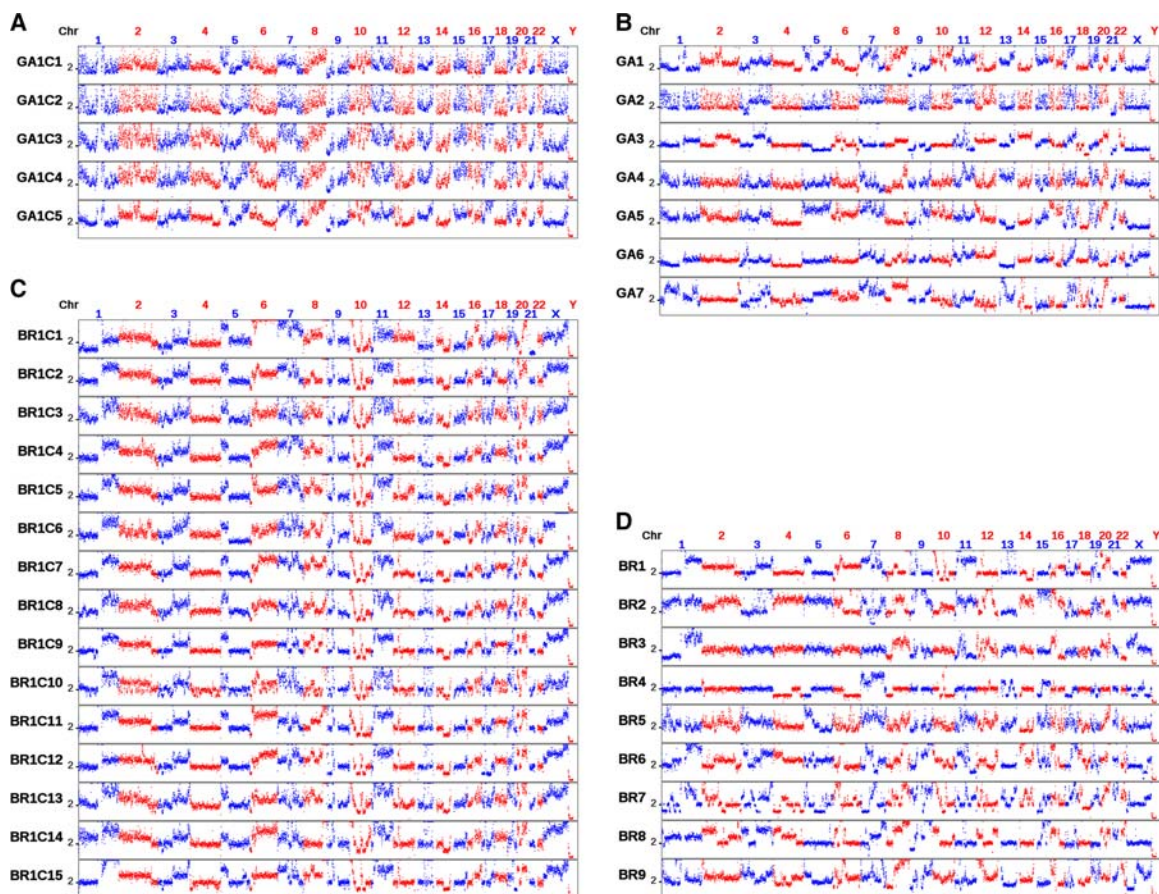 A
Chr 1 2 3 4 5 6 7 8 9 10 11 12 13 14 15 16 17 18 19 20 21 22 X Y
GA1C1 2
GA1C2 2
GA1C3 2
GA1C4 2
GA1C5 2
B
Chr 1 2 3 4 5 6 7 8 9 10 11 12 13 14 15 16 17 18 19 20 21 22 X Y
GA1 2
GA2 2
GA3 2
GA4 2
GA5 2
GA6 2
GA7 2
C
Chr 1 2 3 4 5 6 7 8 9 10 11 12 13 14 15 16 17 18 19 20 21 22 X Y
BR1C1 2
BR1C2 2
BR1C3 2
BR1C4 2
BR1C5 2
BR1C6 2
BR1C7 2
BR1C8 2
BR1C9 2
BR1C10 2
BR1C11 2
BR1C12 2
BR1C13 2
BR1C14 2
BR1C15 2
D
Chr 1 2 3 4 5 6 7 8 9 10 11 12 13 14 15 16 17 18 19 20 21 22 X Y
BR1 2
BR2 2
BR3 2
BR4 2
BR5 2
BR6 2
BR7 2
BR8 2
BR9 2